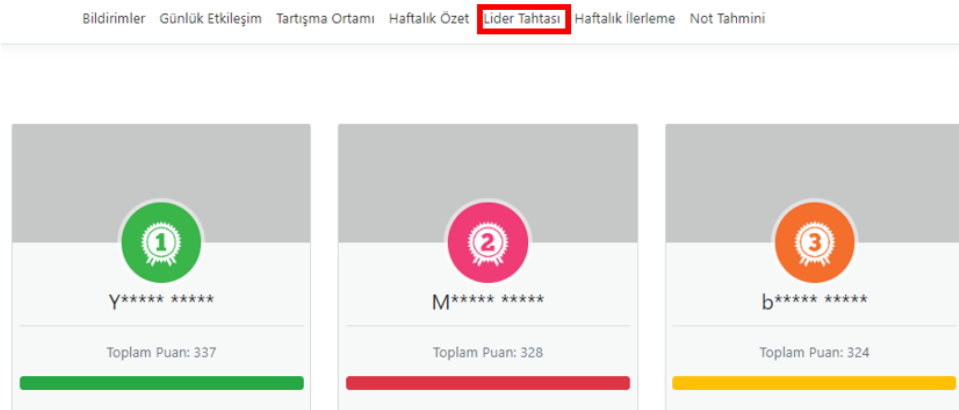 Bildirimler Günlük Etkileşim Tartışma Ortamı Haftalık Özet Lider Tahtası Haftalık İlerleme Not Tahmini
1 2 3
Y***** ***** M***** ***** b***** *****
Toplam Puan: 337 Toplam Puan: 328 Toplam Puan: 324